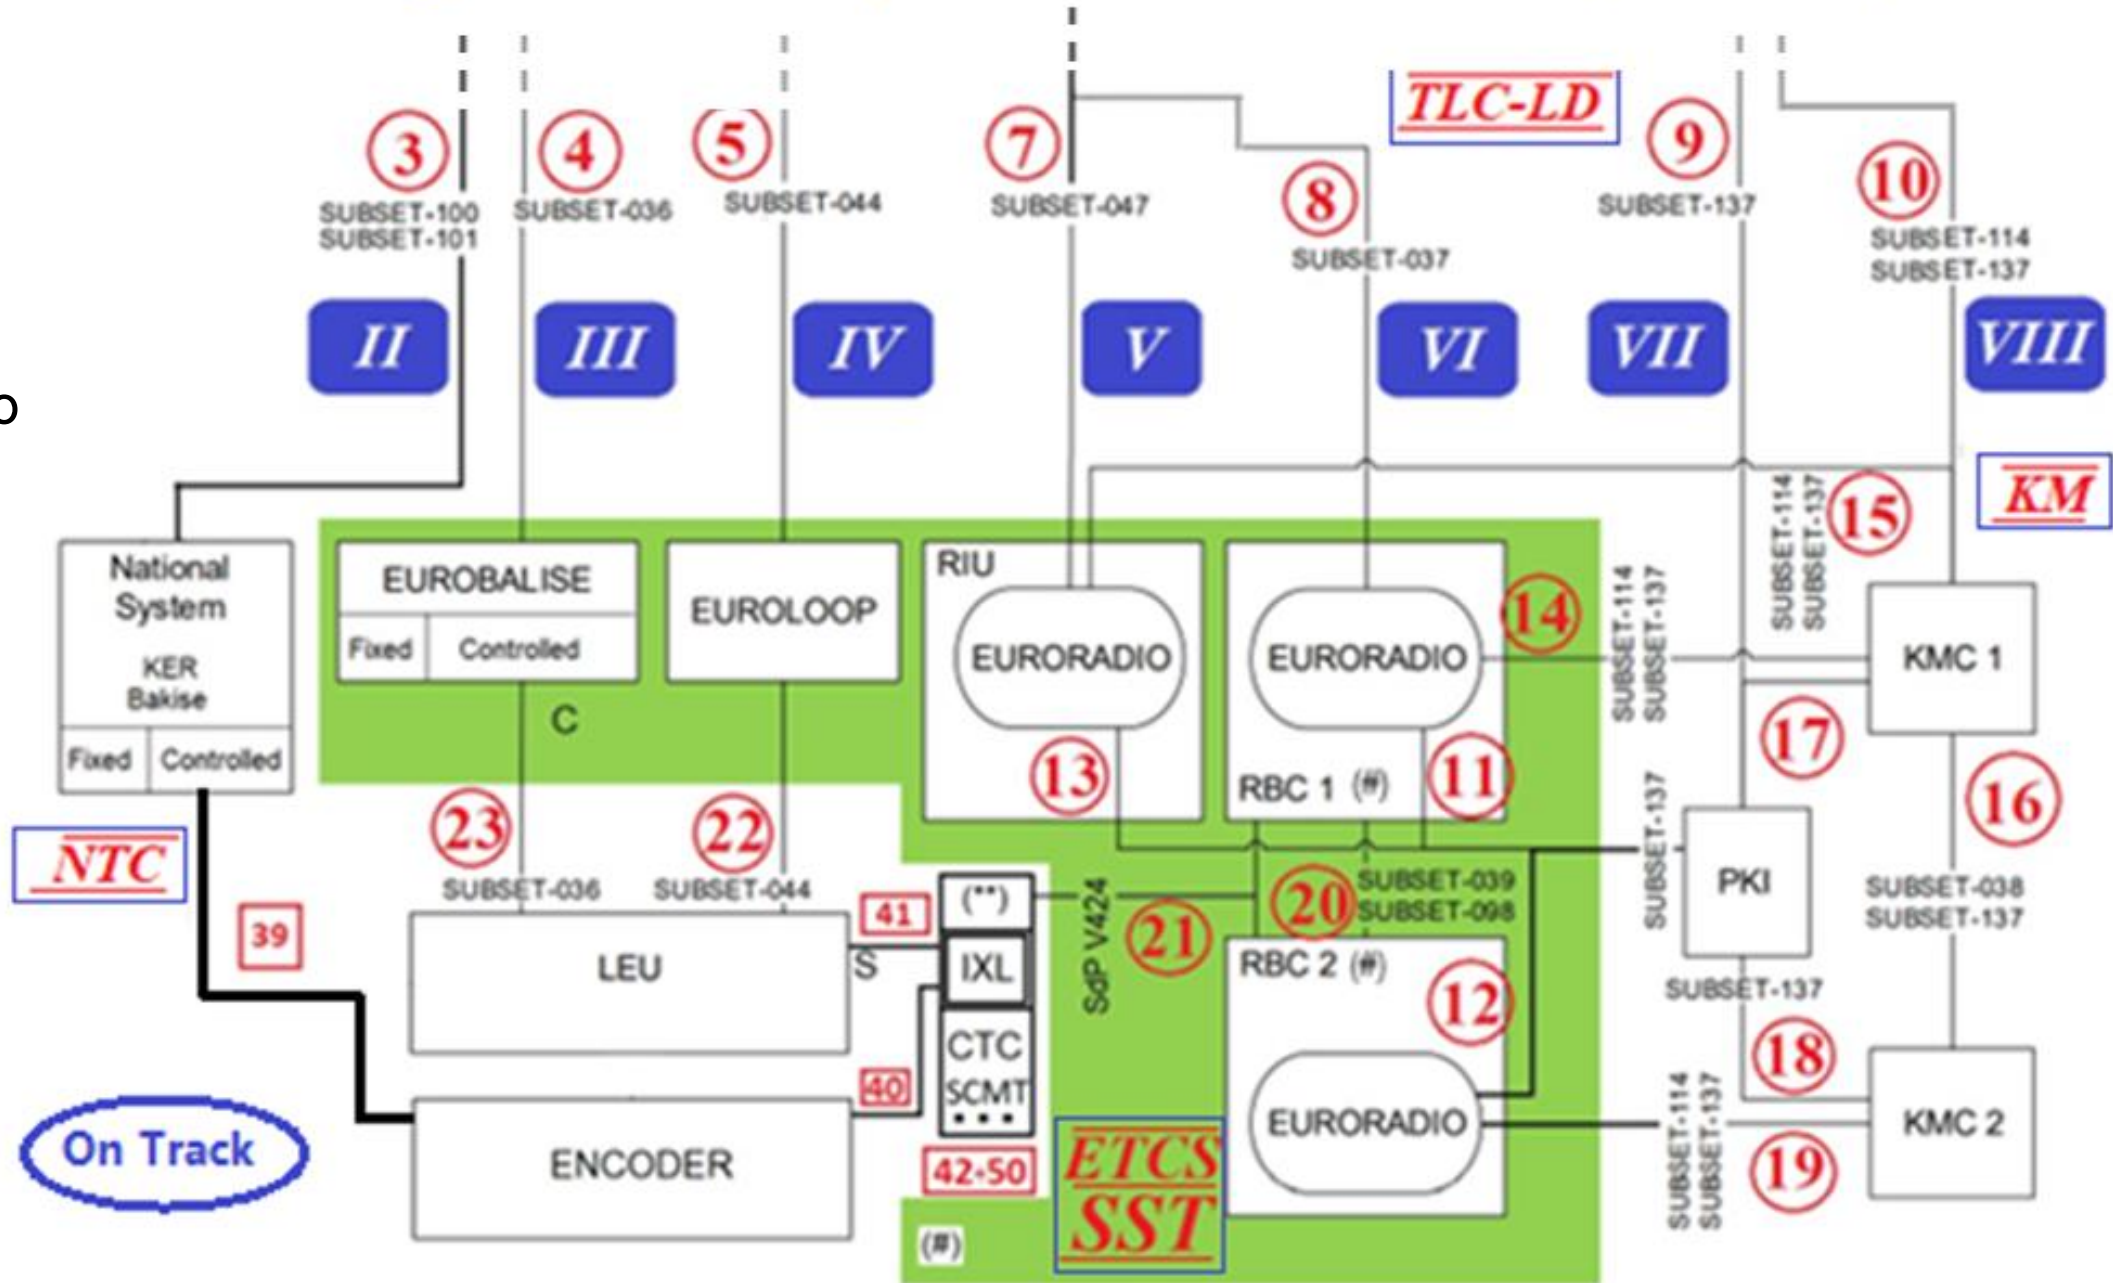 TLC-LD
3
4
5
7
9
8
10
SUBSET-100
SUBSET-101
SUBSET-036
SUBSET-044
SUBSET-047
SUBSET-137
SUBSET-037
SUBSET-114
SUBSET-137
II
III
IV
V
VI
VII
VIII
o
KM
SUBSET-114
SUBSET-137
15
National
System
KER
Bakise
Fixed
Controlled
EUROBALISE
Fixed
Controlled
EUROLOOP
RIU
EURORADIO
EURORADIO
14
SUBSET-114
SUBSET-137
KMC 1
C
13
RBC 1 (#)
11
17
16
NTC
23
22
SUBSET-036
SUBSET-044
39
41
(**)
SdP V424
21
20
SUBSET-039
SUBSET-098
SUBSET-137
PKI
SUBSET-038
SUBSET-137
LEU
S
IXL
RBC 2 (#)
12
SUBSET-137
CTC
SCMT
• • •
40
18
On Track
ENCODER
42÷50
ETCS
SST
EURORADIO
SUBSET-114
SUBSET-137
19
KMC 2
(#)